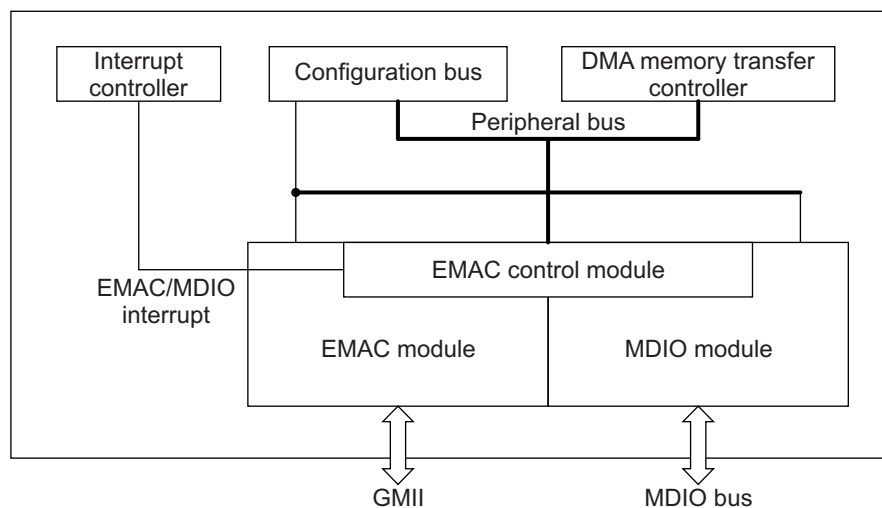 Interrupt
controller
Configuration bus
DMA memory transfer
controller
Peripheral bus
EMAC control module
EMAC/MDIO
interrupt
EMAC module
MDIO module
GMII
MDIO bus